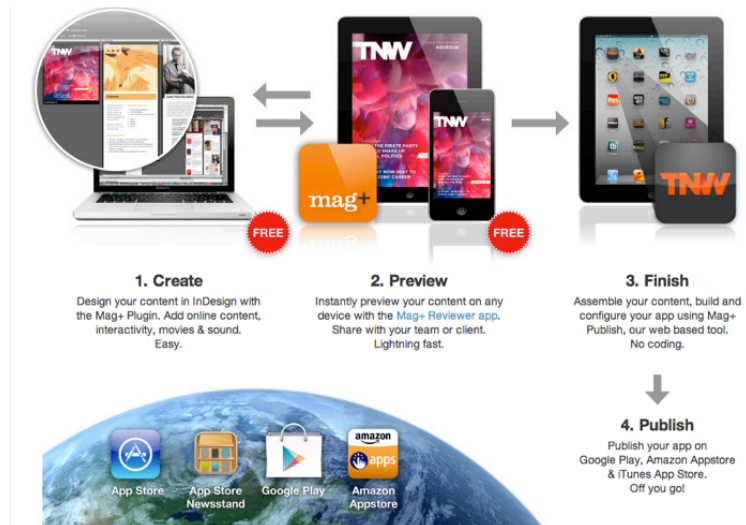 TNW
TNW
TNW
mag+
TNW
FREE
FREE
1. Create
Design your content in InDesign with
the Mag+ Plugin. Add online content,
interactivity, movies & sound.
Easy.
2. Preview
Instantly preview your content on any
device with the Mag+ Reviewer app.
Share with your team or client.
Lightning fast.
3. Finish
Assemble your content, build and
configure your app using Mag+
Publish, our web based tool.
No coding.
4. Publish
Publish your app on
Google Play, Amazon Appstore
& iTunes App Store.
Off you go!
amazon
apps
App Store
App Store
Newsstand
Google Play
Amazon
Appstore